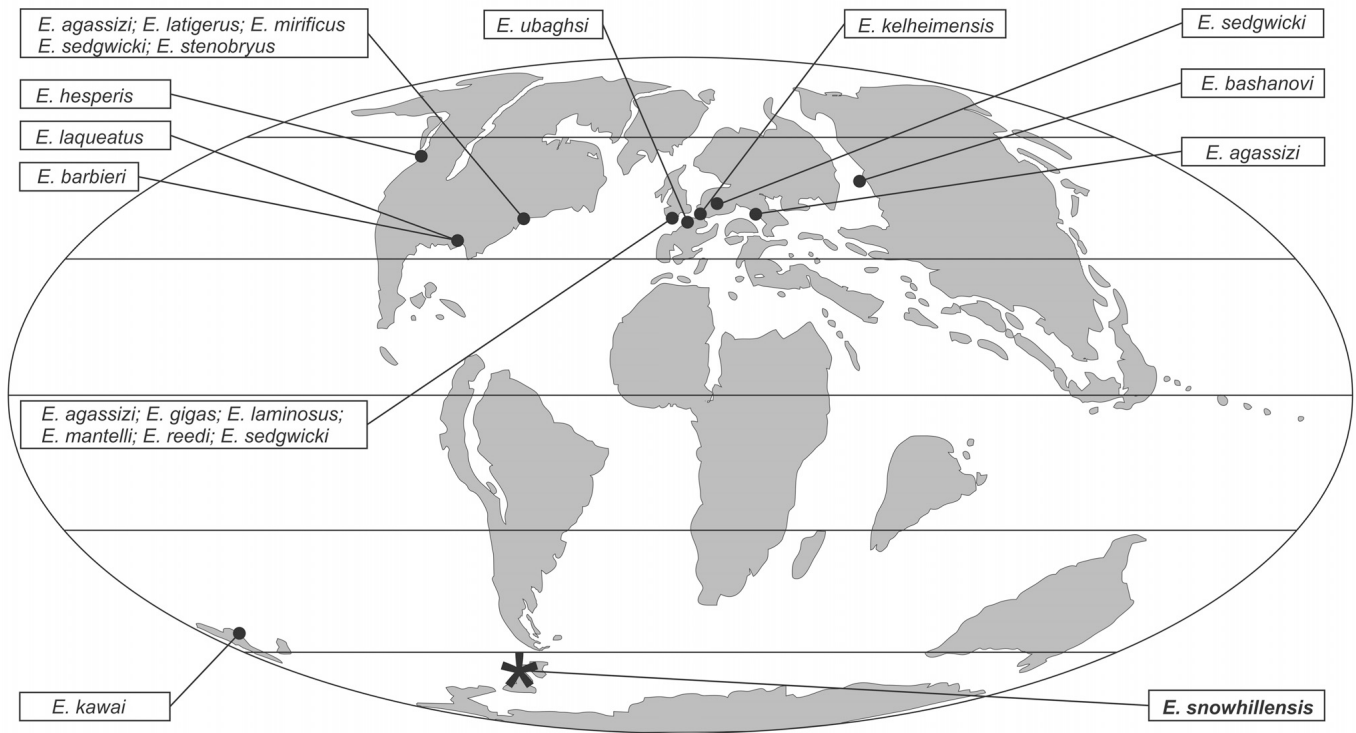 E. agassizi; E. latigerus; E. mirificus
E. sedgwicki; E. stenobryus
E. ubaghsi
E. kelheimensis
E. sedgwicki
E. hesperis
E. bashanovi
E. laqueatus
E. agassizi
E. barbieri
E. agassizi; E. gigas; E. laminosus;
E. mantelli; E. reedi; E. sedgwicki
E. kawai
E. snowhillensis